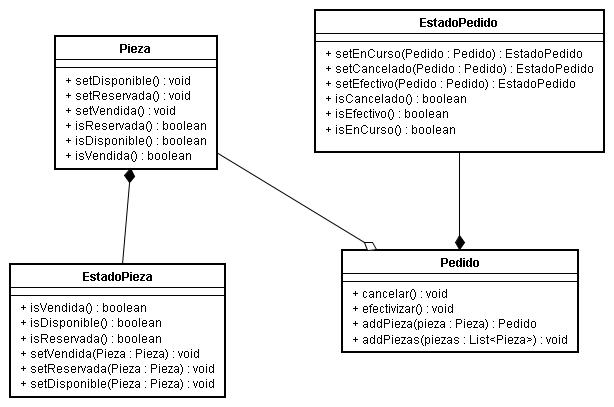 Pieza
+ setDisponible() : void
+ setReservada() : void
+ setVendida() : void
+ isReservada() : boolean
+ isDisponible() : boolean
+ isVendida() : boolean
EstadoPedido
+ setEnCurso(Pedido : Pedido) : EstadoPedido
+ setCancelado(Pedido : Pedido) : EstadoPedido
+ setEfectivo(Pedido : Pedido) : EstadoPedido
+ isCancelado() : boolean
+ isEfectivo() : boolean
+ isEnCurso() : boolean
EstadoPieza
+ isVendida() : boolean
+ isDisponible() : boolean
+ isReservada() : boolean
+ setVendida(Pieza : Pieza) : void
+ setReservada(Pieza : Pieza) : void
+ setDisponible(Pieza : Pieza) : void
Pedido
+ cancelar() : void
+ efectivizar() : void
+ addPieza(pieza : Pieza) : Pedido
+ addPiezas(piezas : List<Pieza>) : void